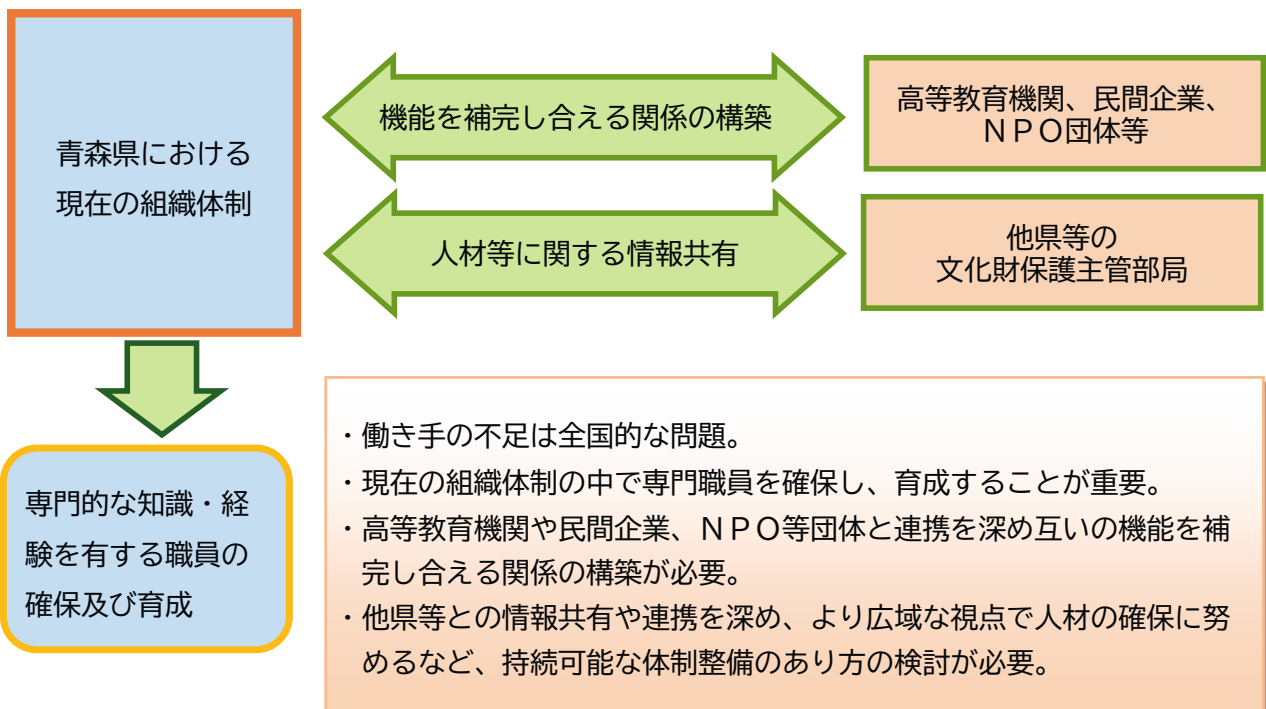 青森県における
現在の組織体制
機能を補完し合える関係の構築
高等教育機関、民間企業、
ＮＰＯ団体等
人材等に関する情報共有
他県等の
文化財保護主管部局
専門的な知識・経
験を有する職員の
確保及び育成
・働き手の不足は全国的な問題。
・現在の組織体制の中で専門職員を確保し、育成することが重要。
・高等教育機関や民間企業、ＮＰＯ等団体と連携を深め互いの機能を補
完し合える関係の構築が必要。
・他県等との情報共有や連携を深め、より広域な視点で人材の確保に努
めるなど、持続可能な体制整備のあり方の検討が必要。